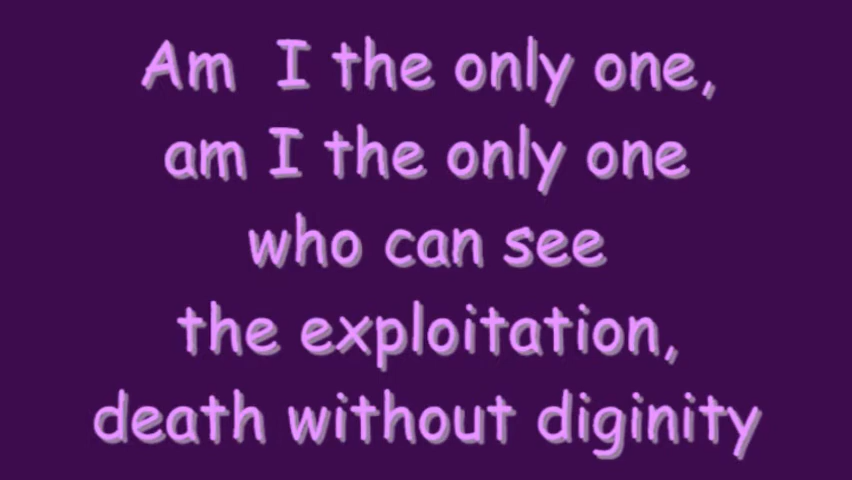 Am I the only one,
am I the only one
who can see
the exploitation,
death without diginity